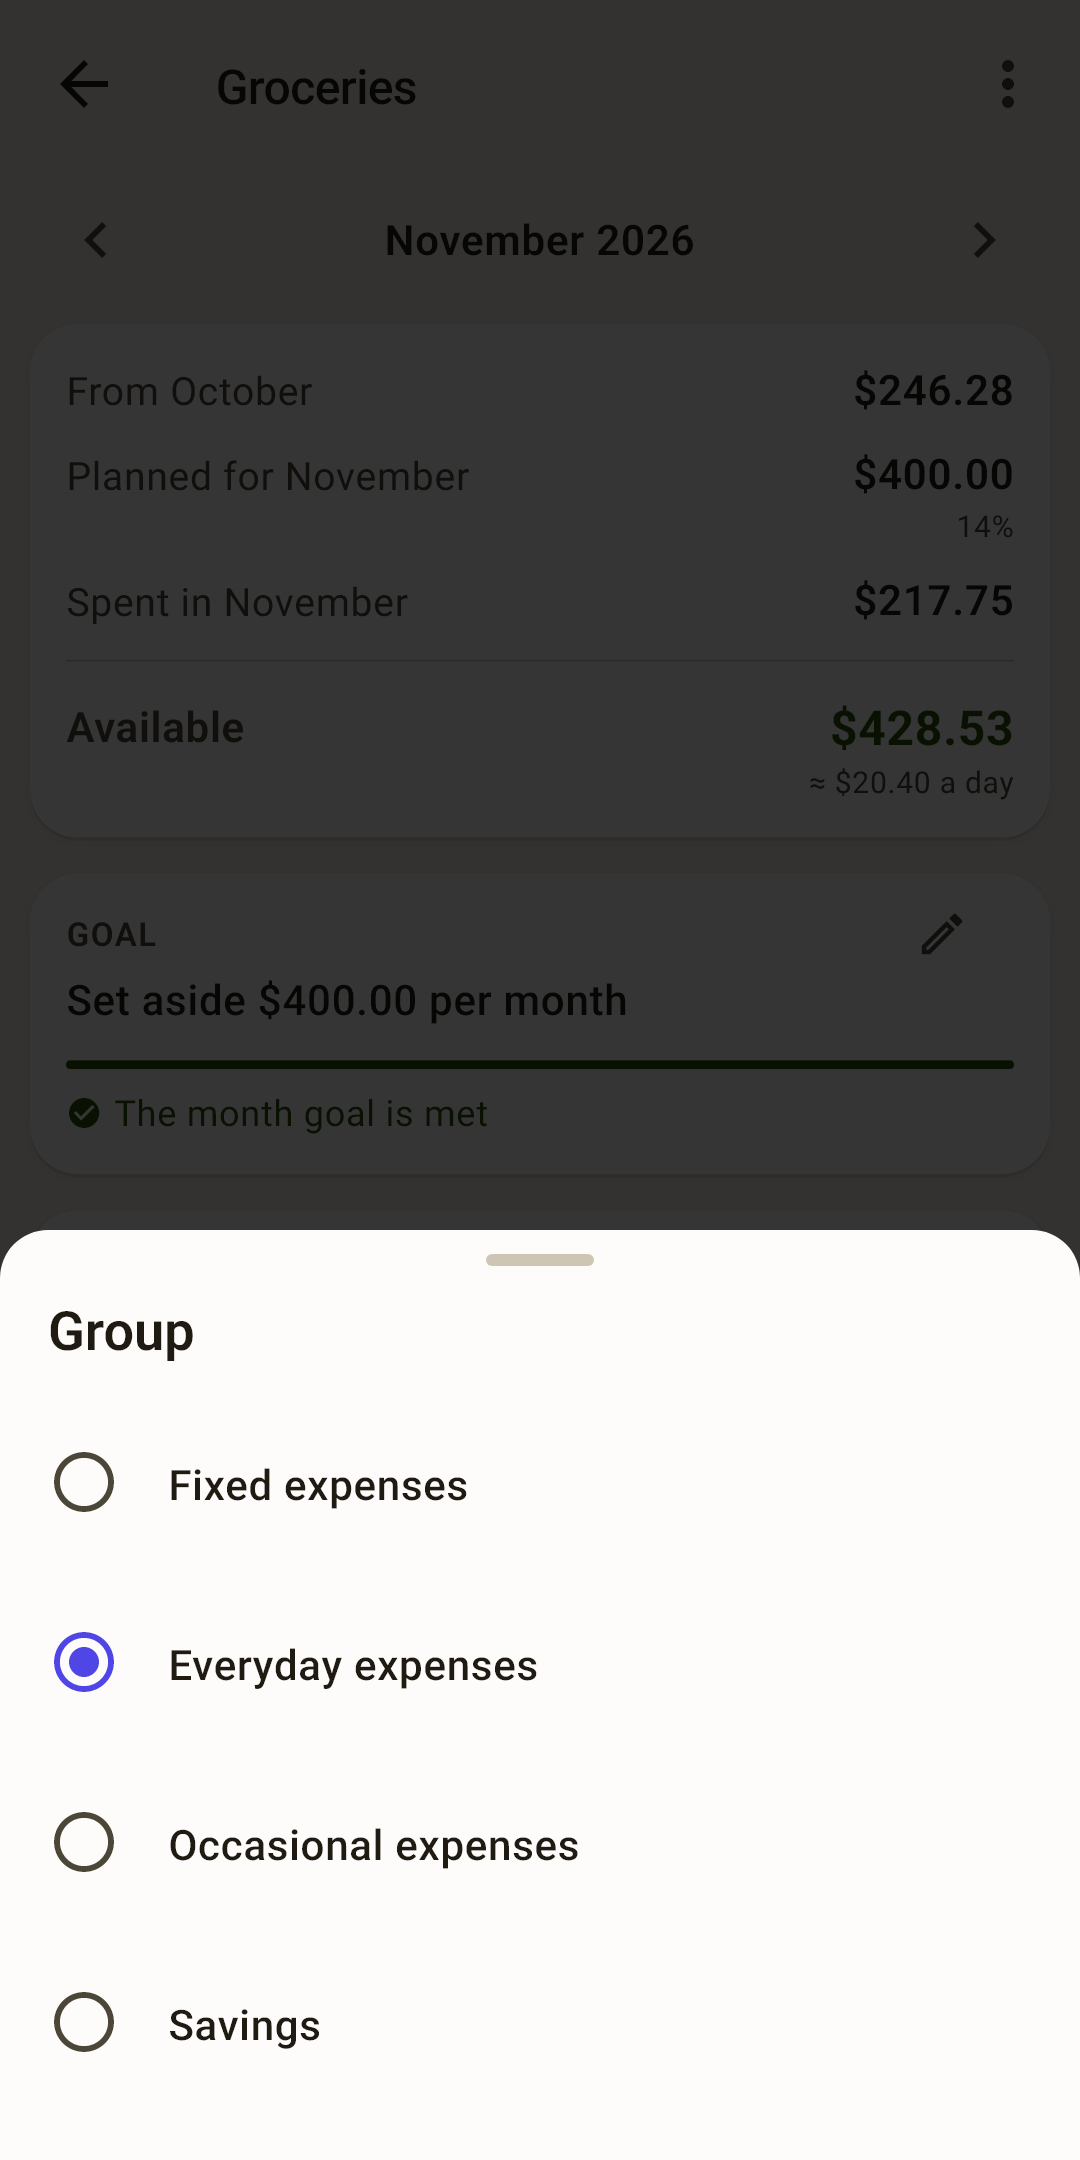 Groceries
November 2026
From October $246.28
Planned for November $400.00
14%
Spent in November $217.75
Available $428.53
≈ $20.40 a day
GOAL
Set aside $400.00 per month
The month goal is met
Group
Fixed expenses
Everyday expenses
Occasional expenses
Savings